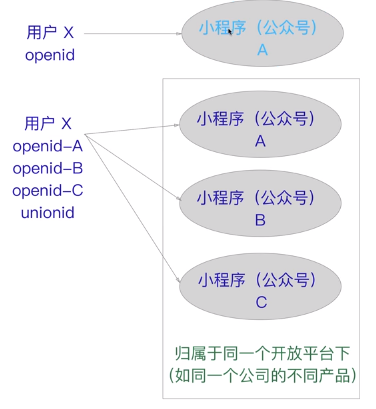 用户 X
openid
小程序（公众号）
A
用户 X
openid-A
openid-B
openid-C
unionid
小程序（公众号）
A
小程序（公众号）
B
小程序（公众号）
C
归属于同一个开放平台下
(如同一个公司的不同产品)